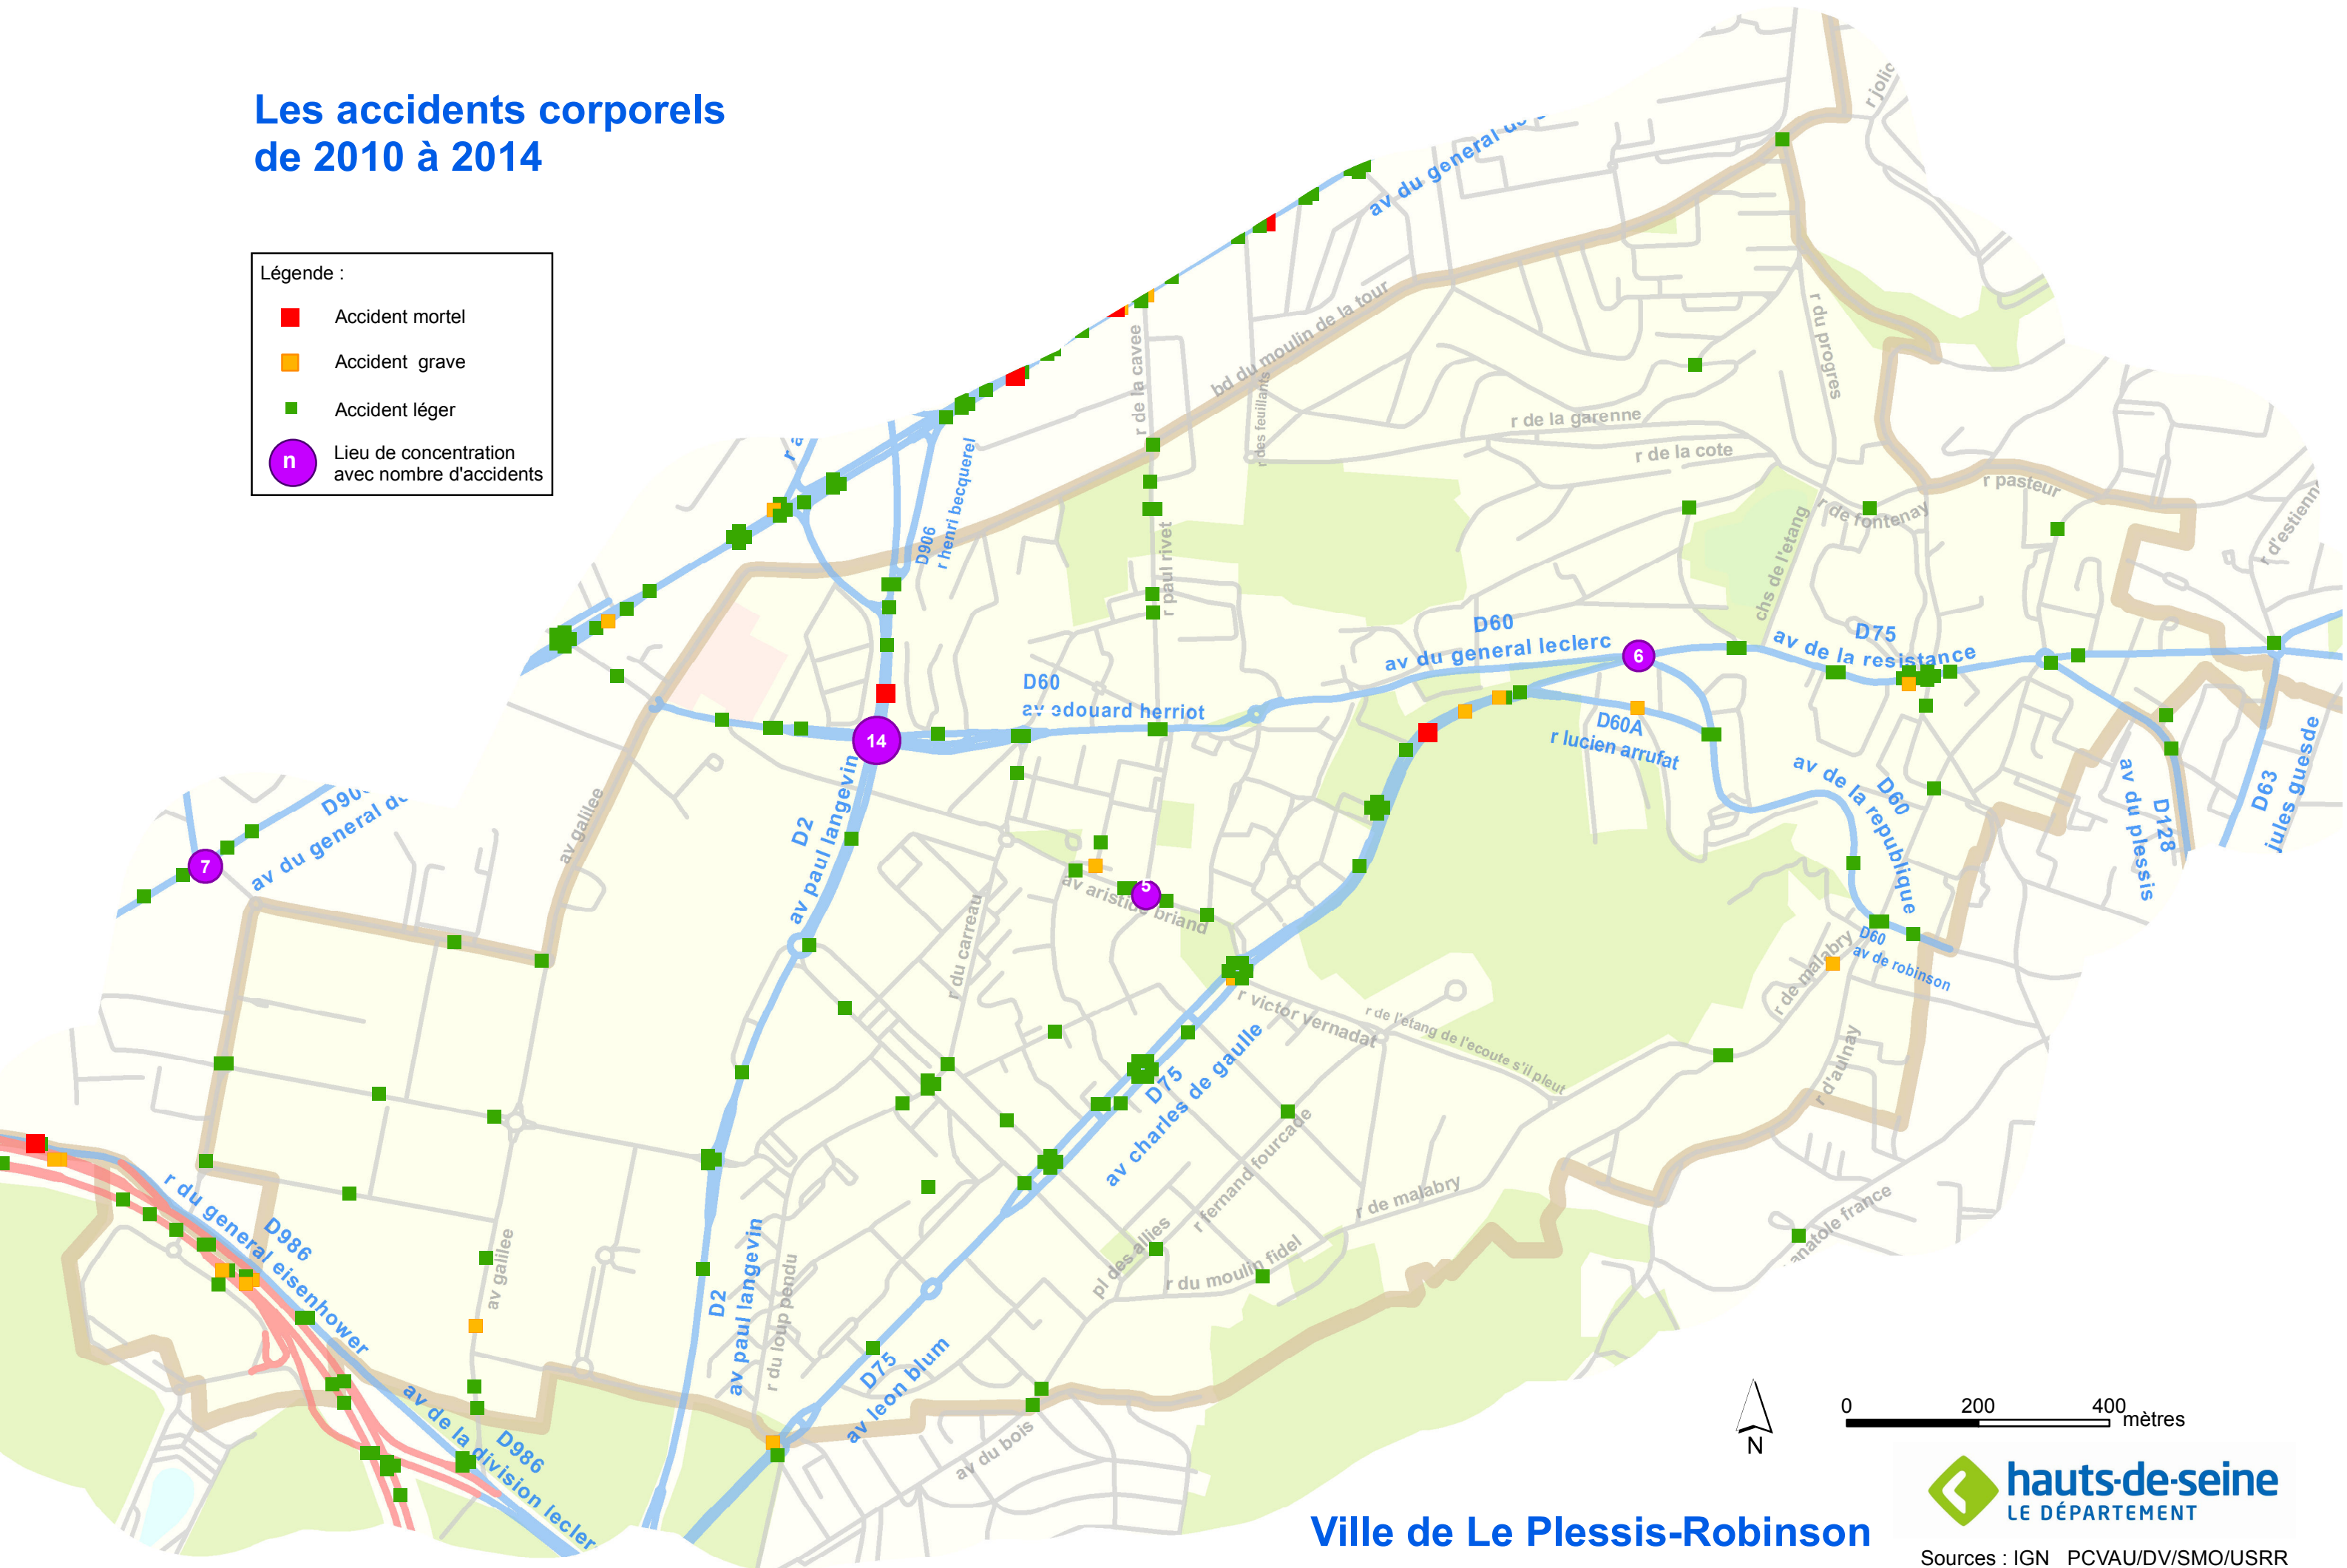 Les accidents corporels
de 2010 à 2014
Légende :
Accident mortel
Accident grave
Accident léger
n
Lieu de concentration
avec nombre d'accidents
av du general de
r jolic
bd du moulin de la tour
r de la cavee
r des feuillants
r du progres
r de la garenne
r de la cote
r pasteur
r de fontenay
r d'estienn
chs de l'etang
D906
r henri becquerel
r paul rivet
D60
av du general leclerc
6
D75
av de la resistance
D60
av edouard herriot
14
D60A
r lucien arrufat
av de la republique
D60
av du plessis
D128
D63
jules guesde
av du general de
7
av galilee
D2
av paul langevin
5
av aristide briand
r du carreau
D60
av de robinson
r de malabry
r victor vernadat
r de l'etang de l'ecoute s'il pleut
r d'aulnay
D75
av charles de gaulle
r fernand fourcade
r de malabry
pl des allies
r du moulin fidel
anatole france
r du general eisenhower
D986
av galilee
D2
av paul langevin
r du loup pendu
D75
av leon blum
av du bois
av de la division lecler
D986
N
0 200 400
mètres
hauts-de-seine
LE DÉPARTEMENT
Ville de Le Plessis-Robinson
Sources : IGN PCVAU/DV/SMO/USRR